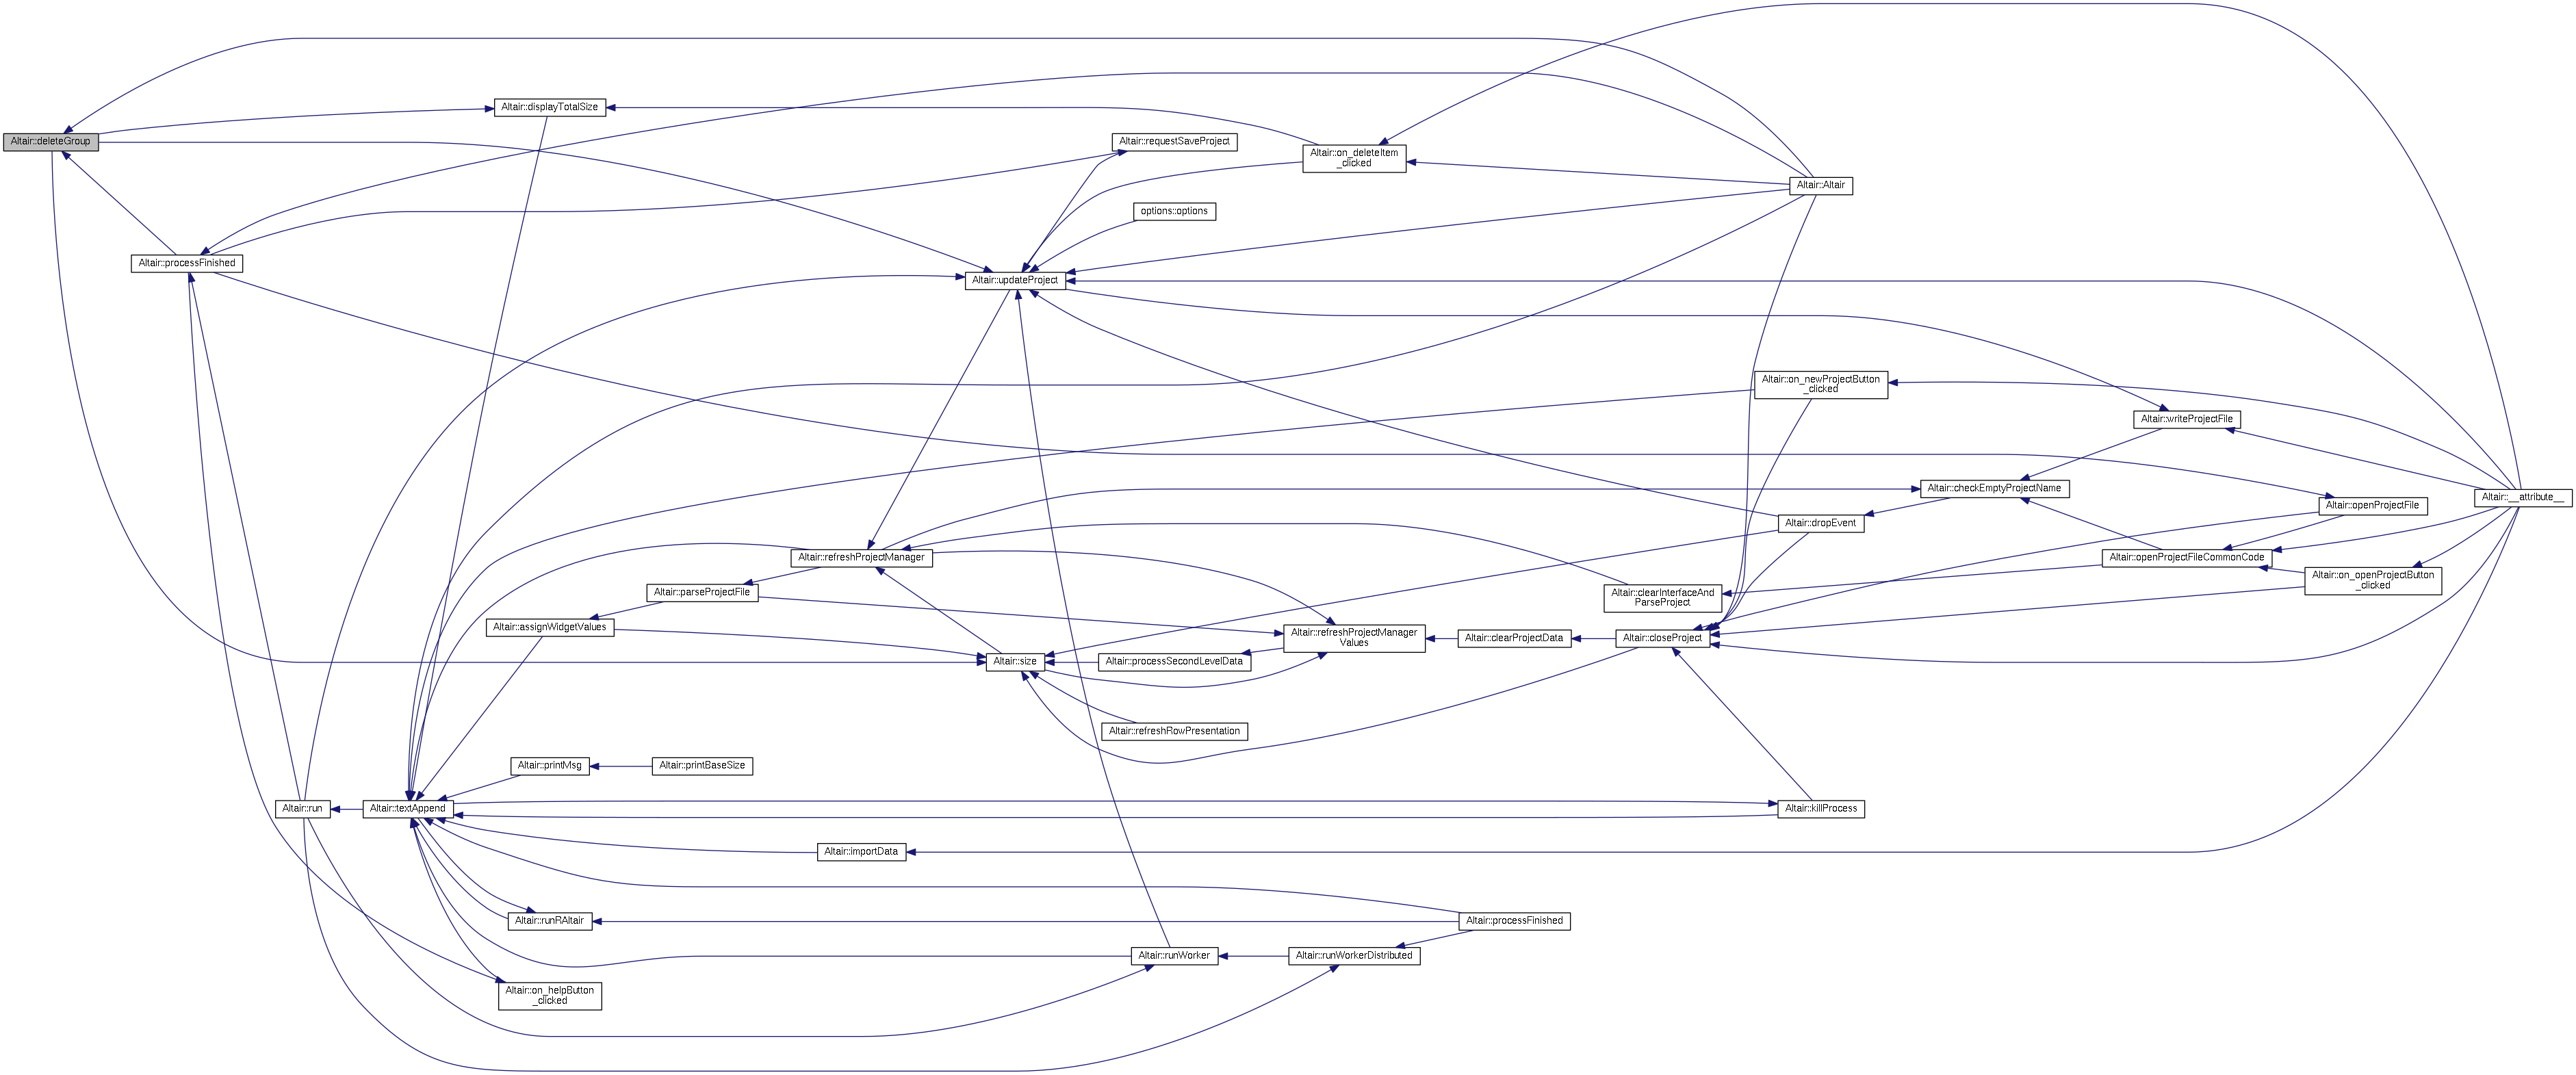 Altair::deleteGroup
Altair::displayTotalSize
Altair::requestSaveProject
Altair::on_deleteItem
_clicked
Altair::Altair
options::options
Altair::processFinished
Altair::updateProject
Altair::on_newProjectButton
_clicked
Altair::writeProjectFile
Altair::checkEmptyProjectName
Altair::__attribute__
Altair::openProjectFile
Altair::dropEvent
Altair::refreshProjectManager
Altair::openProjectFileCommonCode
Altair::on_openProjectButton
_clicked
Altair::parseProjectFile
Altair::clearInterfaceAnd
ParseProject
Altair::assignWidgetValues
Altair::refreshProjectManager
Values
Altair::clearProjectData
Altair::closeProject
Altair::size
Altair::processSecondLevelData
Altair::refreshRowPresentation
Altair::printMsg
Altair::printBaseSize
Altair::run
Altair::textAppend
Altair::killProcess
Altair::importData
Altair::runRAltair
Altair::processFinished
Altair::runWorker
Altair::runWorkerDistributed
Altair::on_helpButton
_clicked